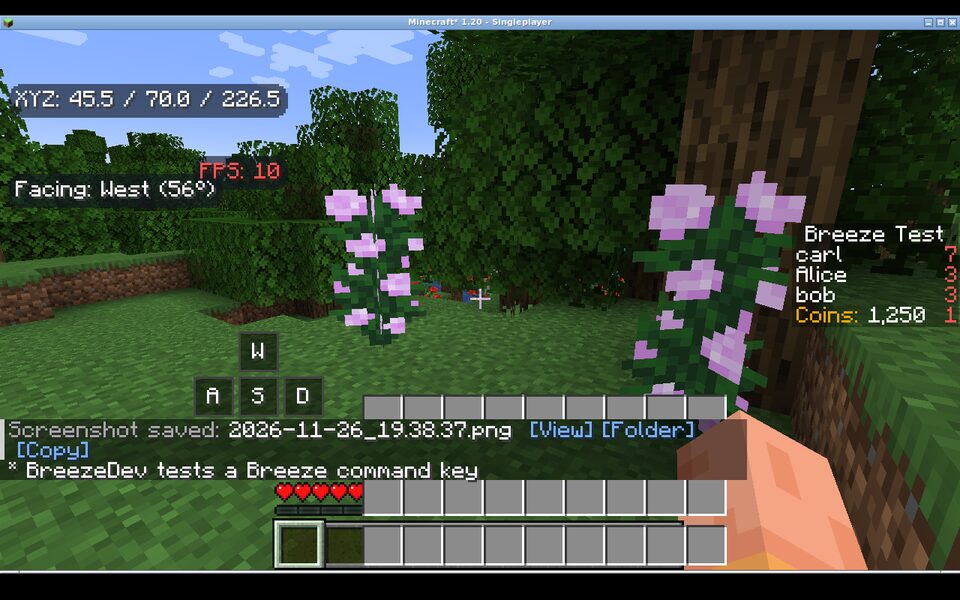 Minecraft* 1.20 - Singleplayer
XYZ: 45.5 / 70.0 / 226.5
FPS: 10
Facing: West (56°)
Breeze Test
carl 7
Alice 3
bob 3
Coins: 1,250 1
W
A S D
Screenshot saved: 2026-11-26_19.38.37.png [View] [Folder]
[Copy]
* BreezeDev tests a Breeze command key